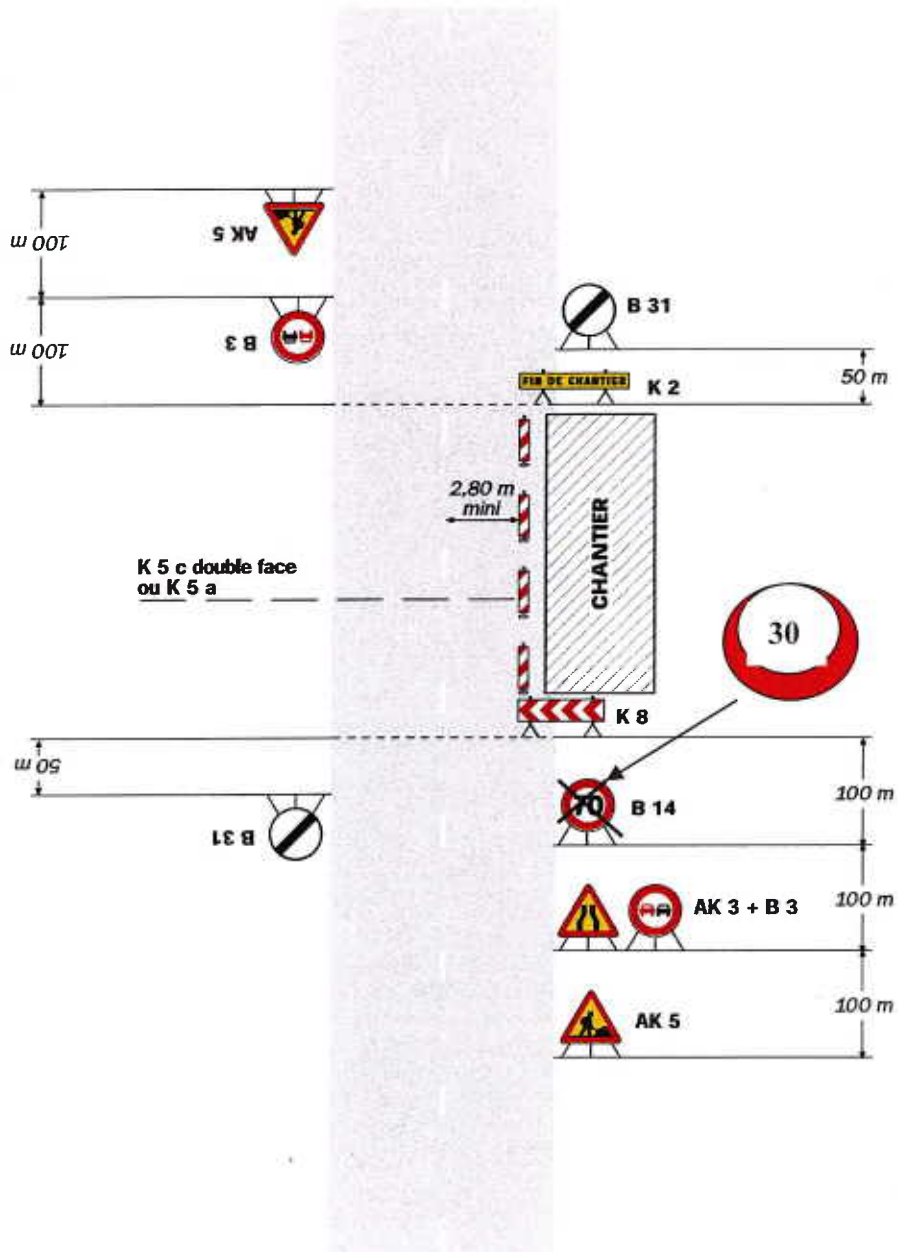 100 m
AK 5
100 m
B 3
B 31
50 m
FIN DE CHANTIER
K 2
2,80 m
mini
CHANTIER
K 5 c double face
ou K 5 a
30
K 8
50 m
B 31
70
B 14
100 m
AK 3 + B 3
100 m
AK 5
100 m